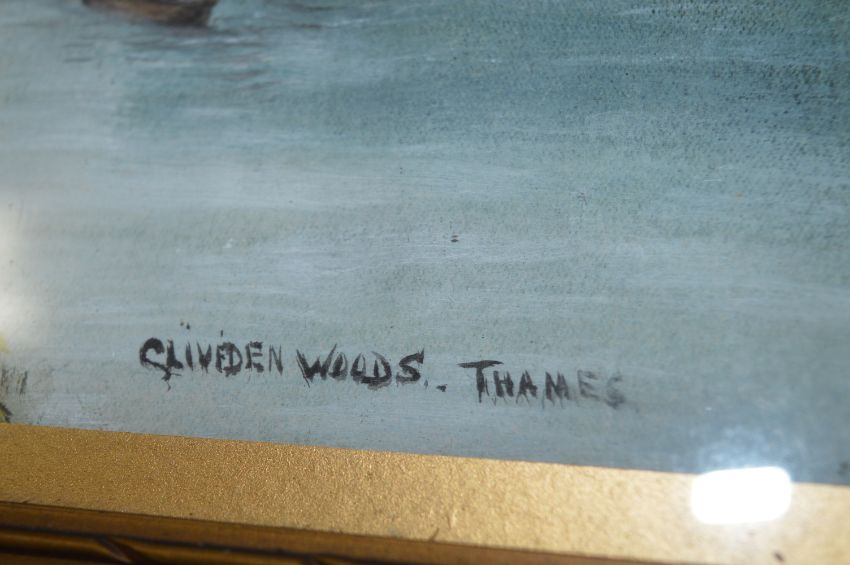 CLIVEDEN WOODS. THAMES